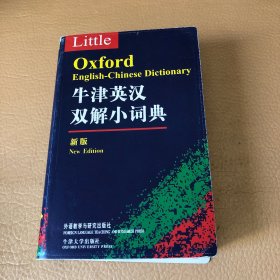 Little
Oxford
English-Chinese Dictionary
牛津英汉
双解小词典
新版
New Edition
外语教学与研究出版社
FOREIGN LANGUAGE TEACHING AND RESEARCH PRESS
牛津大学出版社
OXFORD UNIVERSITY PRESS